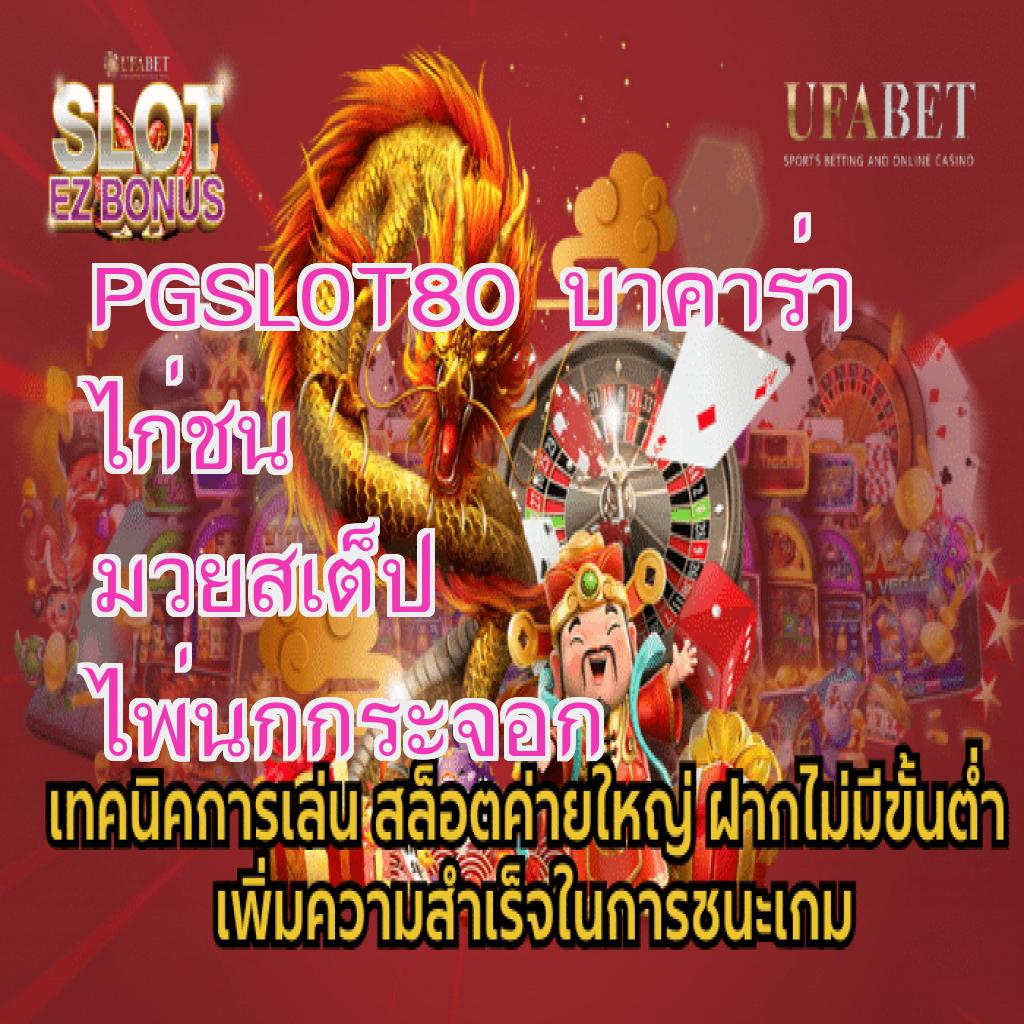 UFABET
SLOT
EZ BONUS
UFABET
SPORTS BETTING AND ONLINE CASINO
PGSLOT80 บาคาร่า
ไก่ชน
มวยสเต็ป
ไพ่นกกระจอก
เทคนิคการเล่น สล็อตค่ายใหญ่ ฝากไม่มีขั้นต่ำ
เพิ่มความสำเร็จในการชนะเกม